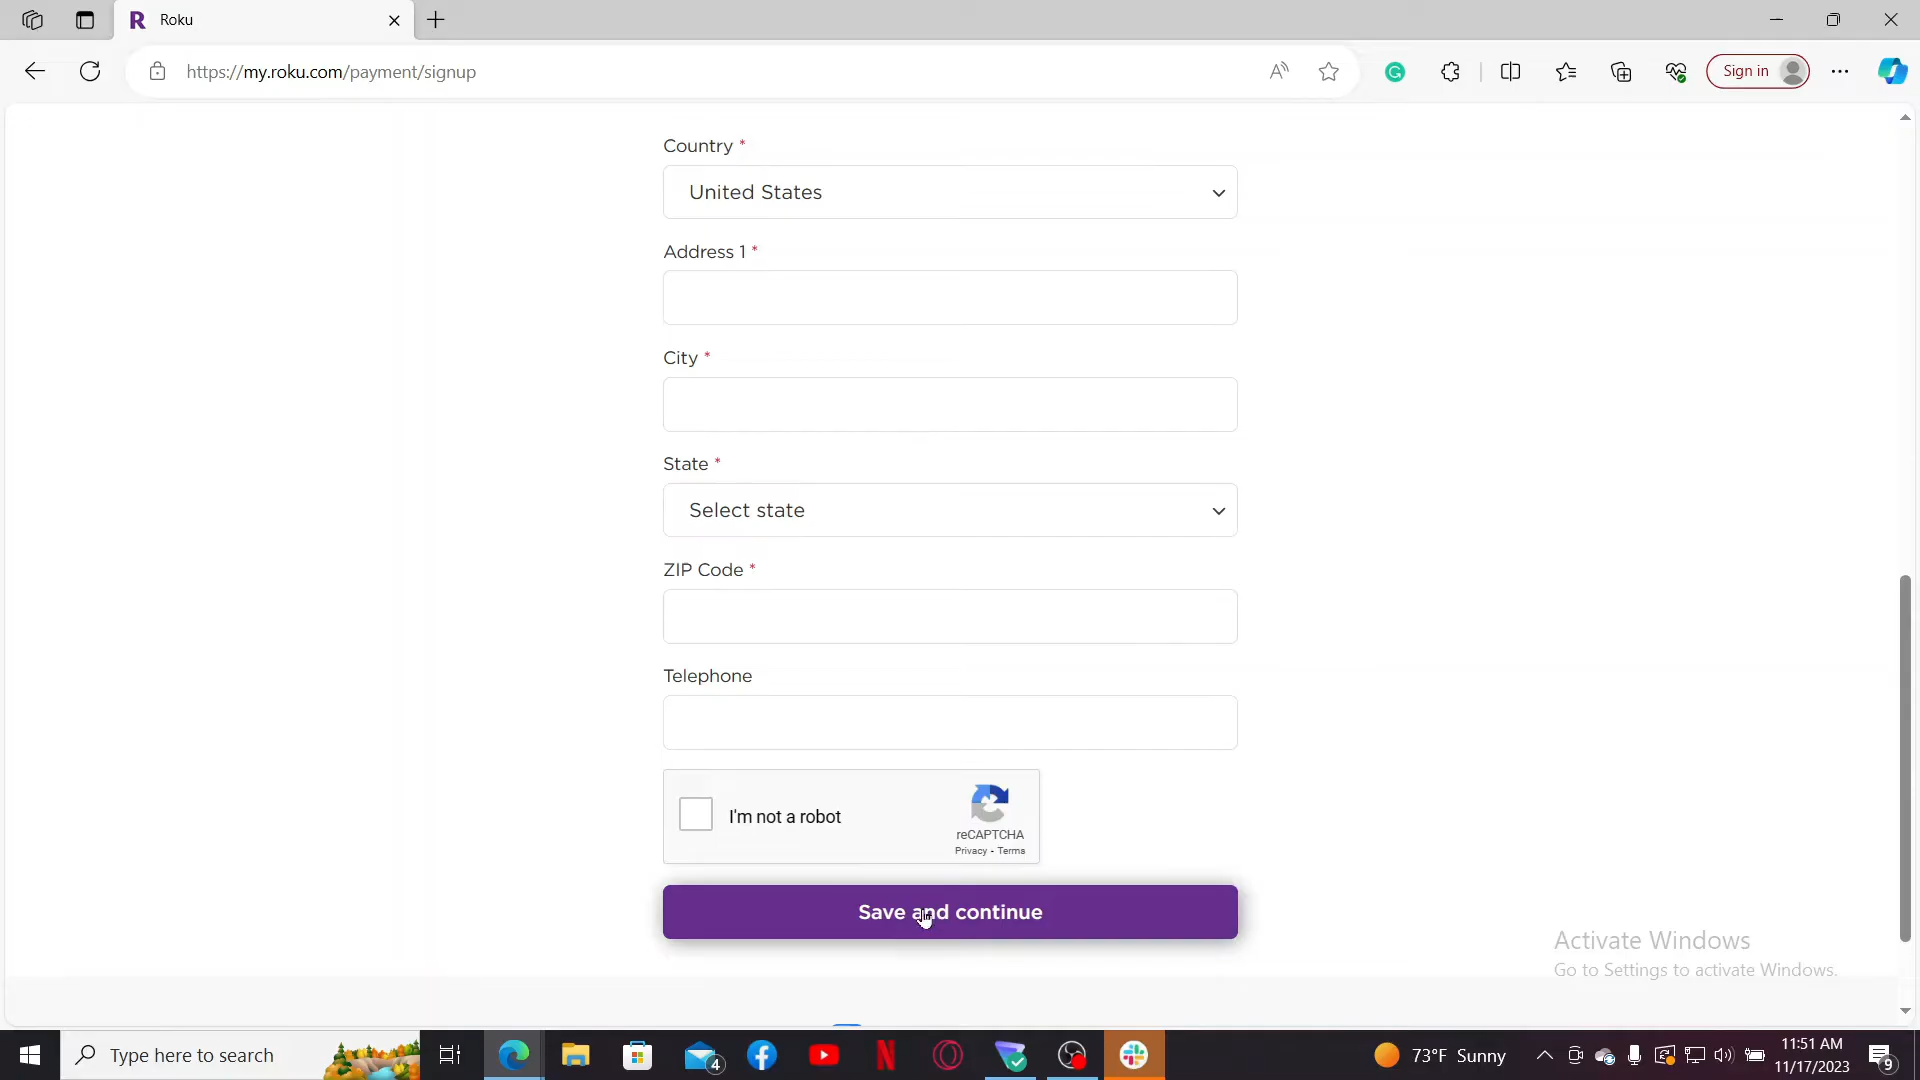 Roku
https://my.roku.com/payment/signup
Sign in
Country *
United States
Address 1 *
City *
State *
Select state
ZIP Code *
Telephone
I'm not a robot
reCAPTCHA
Privacy - Terms
Save and continue
Activate Windows
Go to Settings to activate Windows.
Type here to search
4
73°F Sunny
11:51 AM
11/17/2023
9